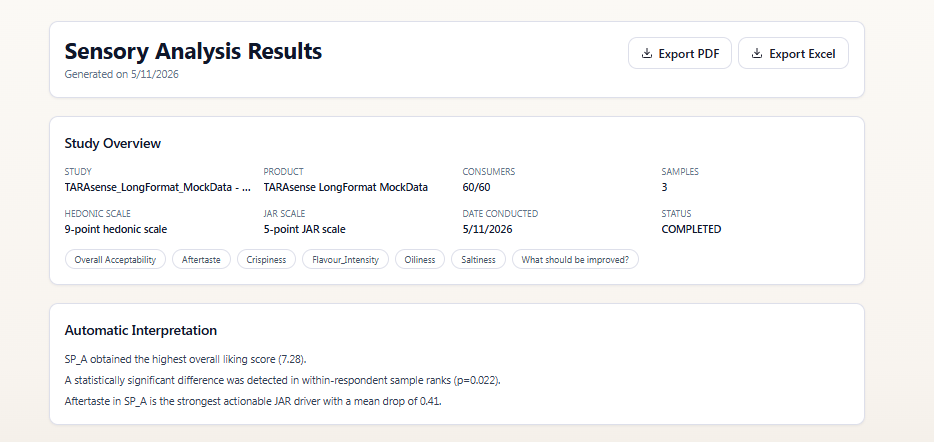 Sensory Analysis Results
Generated on 5/11/2026
Export PDF
Export Excel
Study Overview
STUDY
PRODUCT
CONSUMERS
SAMPLES
TARAsense_LongFormat_MockData - ...
TARAsense LongFormat MockData
60/60
3
HEDONIC SCALE
JAR SCALE
DATE CONDUCTED
STATUS
9-point hedonic scale
5-point JAR scale
5/11/2026
COMPLETED
Overall Acceptability
Aftertaste
Crispiness
Flavour_Intensity
Oiliness
Saltiness
What should be improved?
Automatic Interpretation
SP_A obtained the highest overall liking score (7.28).
A statistically significant difference was detected in within-respondent sample ranks (p=0.022).
Aftertaste in SP_A is the strongest actionable JAR driver with a mean drop of 0.41.